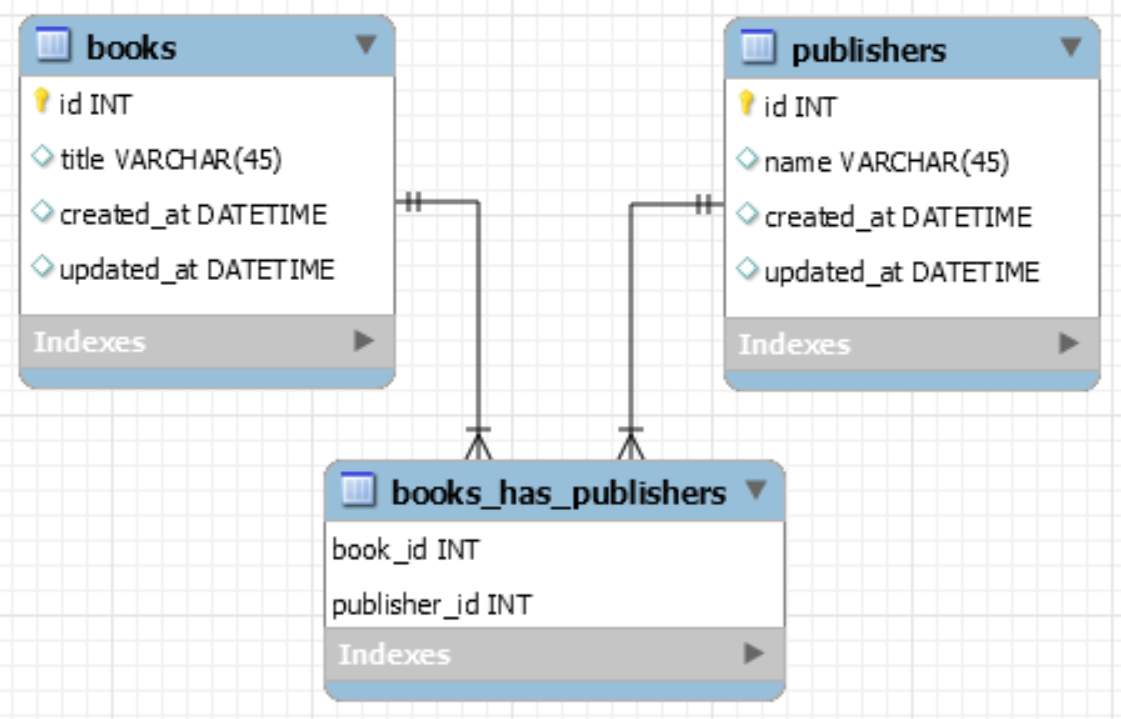 books
id INT
title VARCHAR(45)
created_at DATETIME
updated_at DATETIME
Indexes
publishers
id INT
name VARCHAR(45)
created_at DATETIME
updated_at DATETIME
Indexes
books_has_publishers
book_id INT
publisher_id INT
Indexes